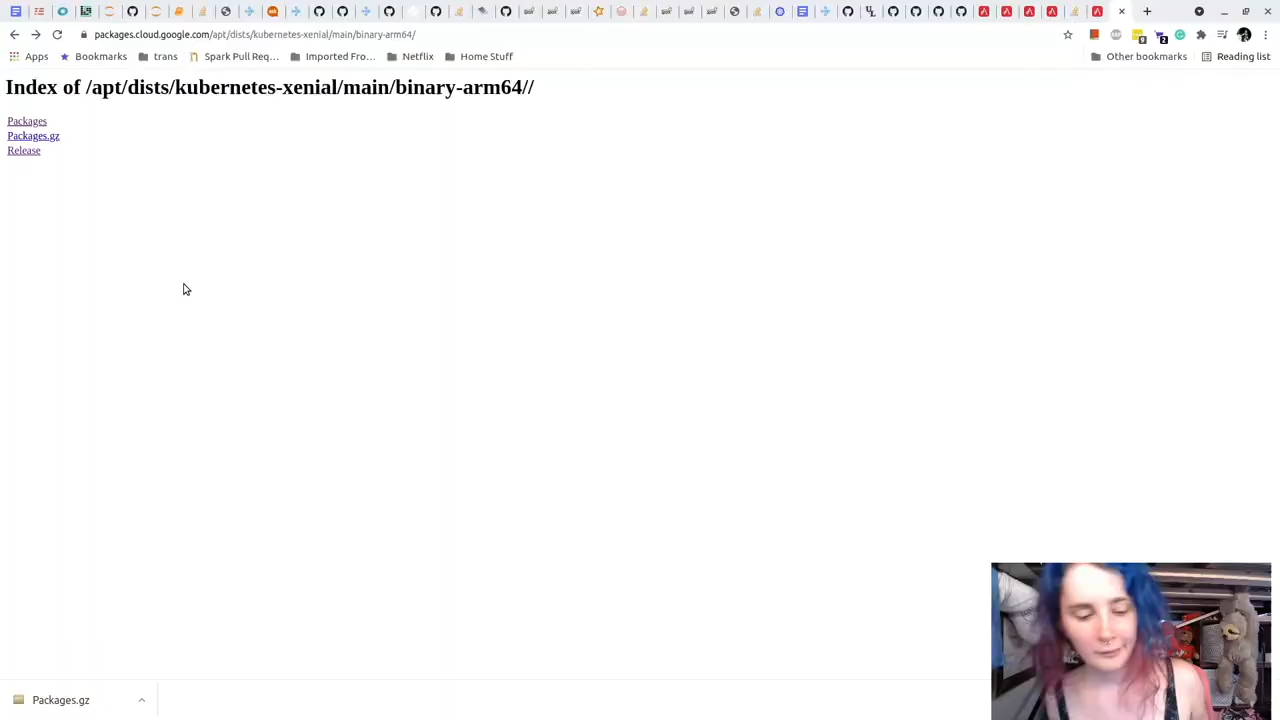 packages.cloud.google.com/apt/dists/kubernetes-xenial/main/binary-arm64/
9
2
Apps
Bookmarks
trans
Spark Pull Req...
Imported Fro...
Netflix
Home Stuff
Other bookmarks
Reading list
Index of /apt/dists/kubernetes-xenial/main/binary-arm64//
Packages
Packages.gz
Release
Packages.gz